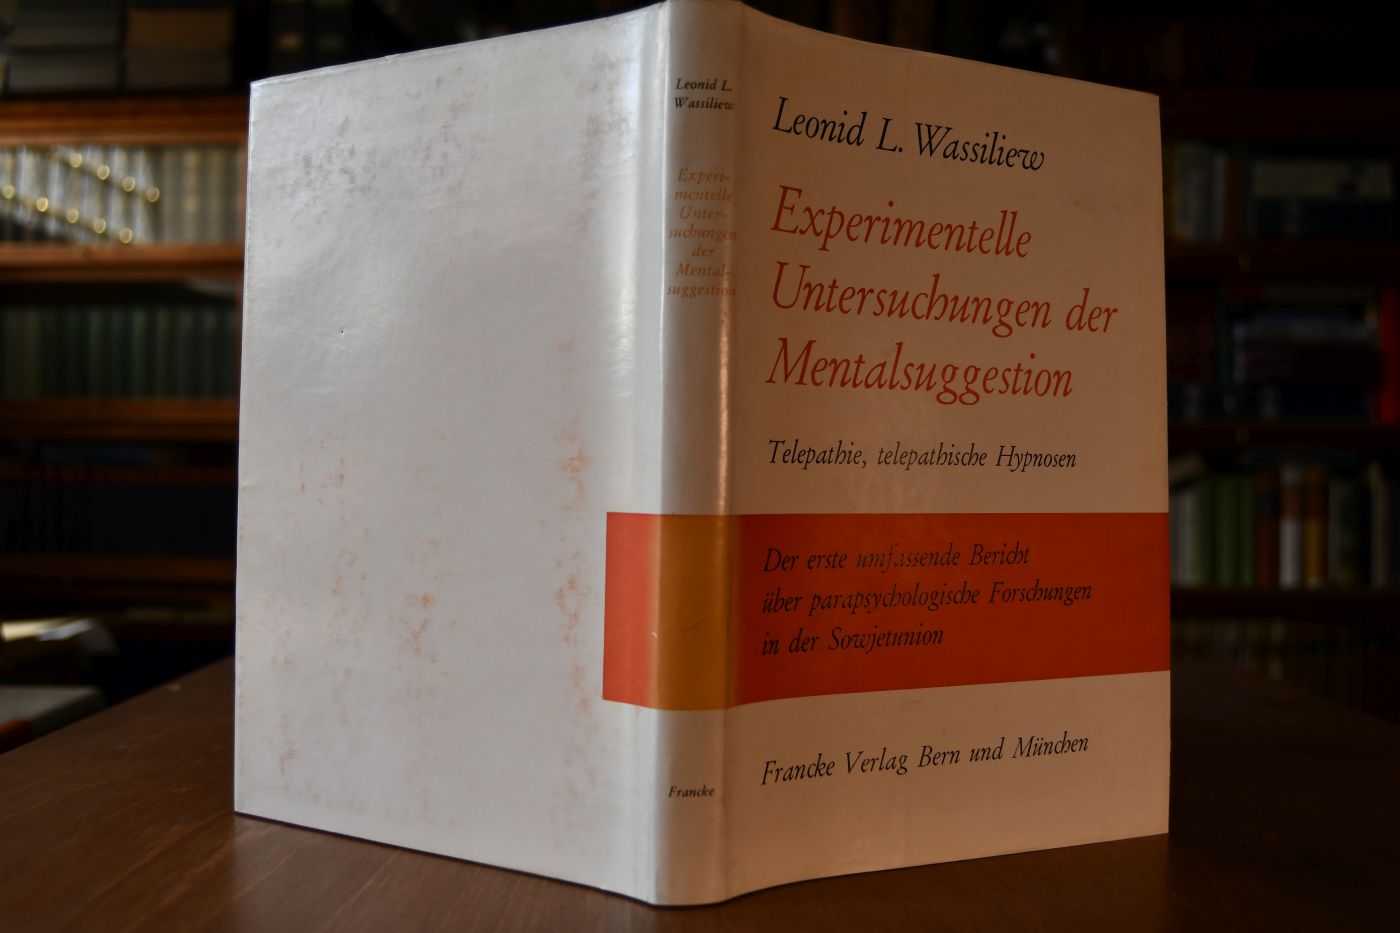 Leonid L.
Wassiliew
Experi-
mentelle
Unter-
suchungen
der
Mental-
suggestion
Francke
Leonid L. Wassiliew
Experimentelle
Untersuchungen der
Mentalsuggestion
Telepathie, telepathische Hypnosen
Der erste umfassende Bericht
über parapsychologische Forschungen
in der Sowjetunion
Francke Verlag Bern und München